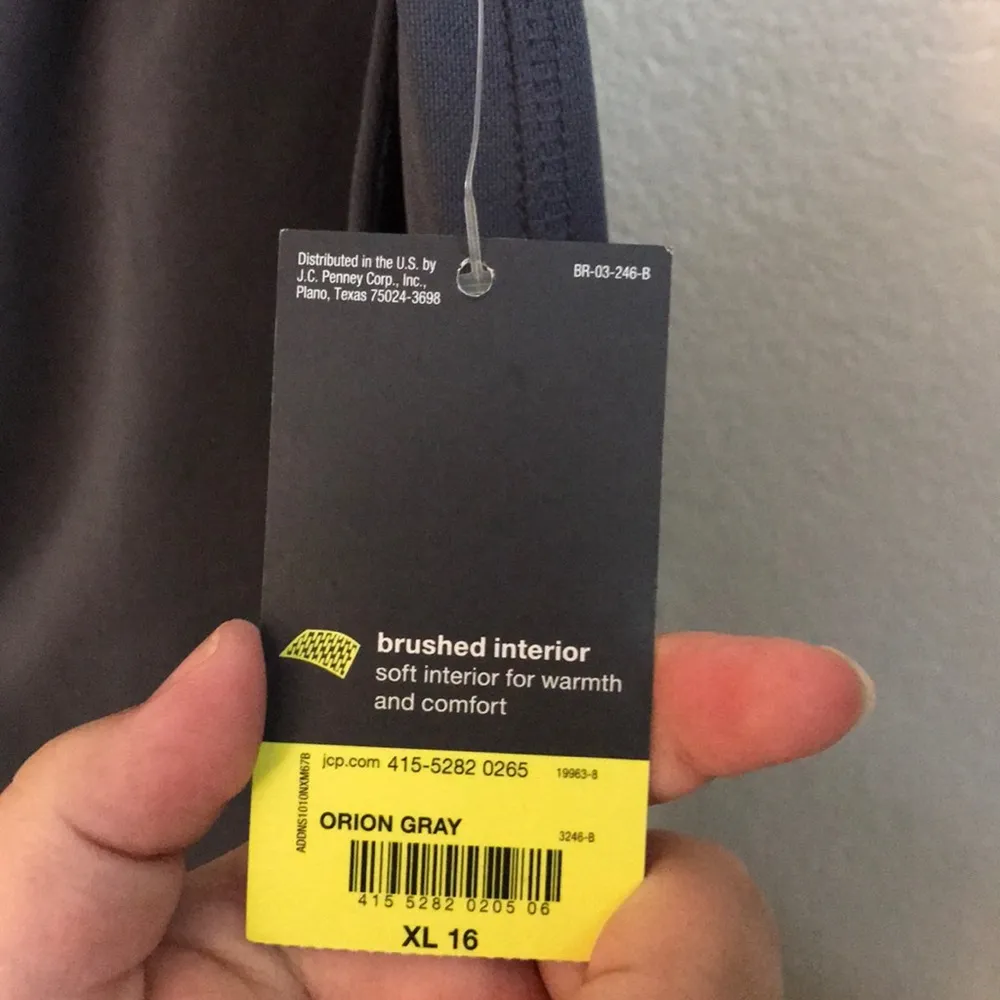 Distributed in the U.S. by
J.C. Penney Corp., Inc.,
Plano, Texas 75024-3698
BR-03-246-B
brushed interior
soft interior for warmth
and comfort
jcp.com 415-5282 0265
19963-8
ADDNS1010NXM67B
ORION GRAY
3246-B
415 5282 0205 06
XL 16